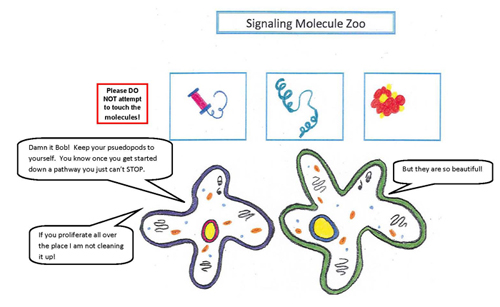 Signaling Molecule Zoo
Please DO
NOT attempt
to touch the
molecules!
Damn it Bob! Keep your psuedopods to
yourself. You know once you get started
down a pathway you just can't STOP.
But they are so beautiful!
If you proliferate all over
the place I am not cleaning
it up!